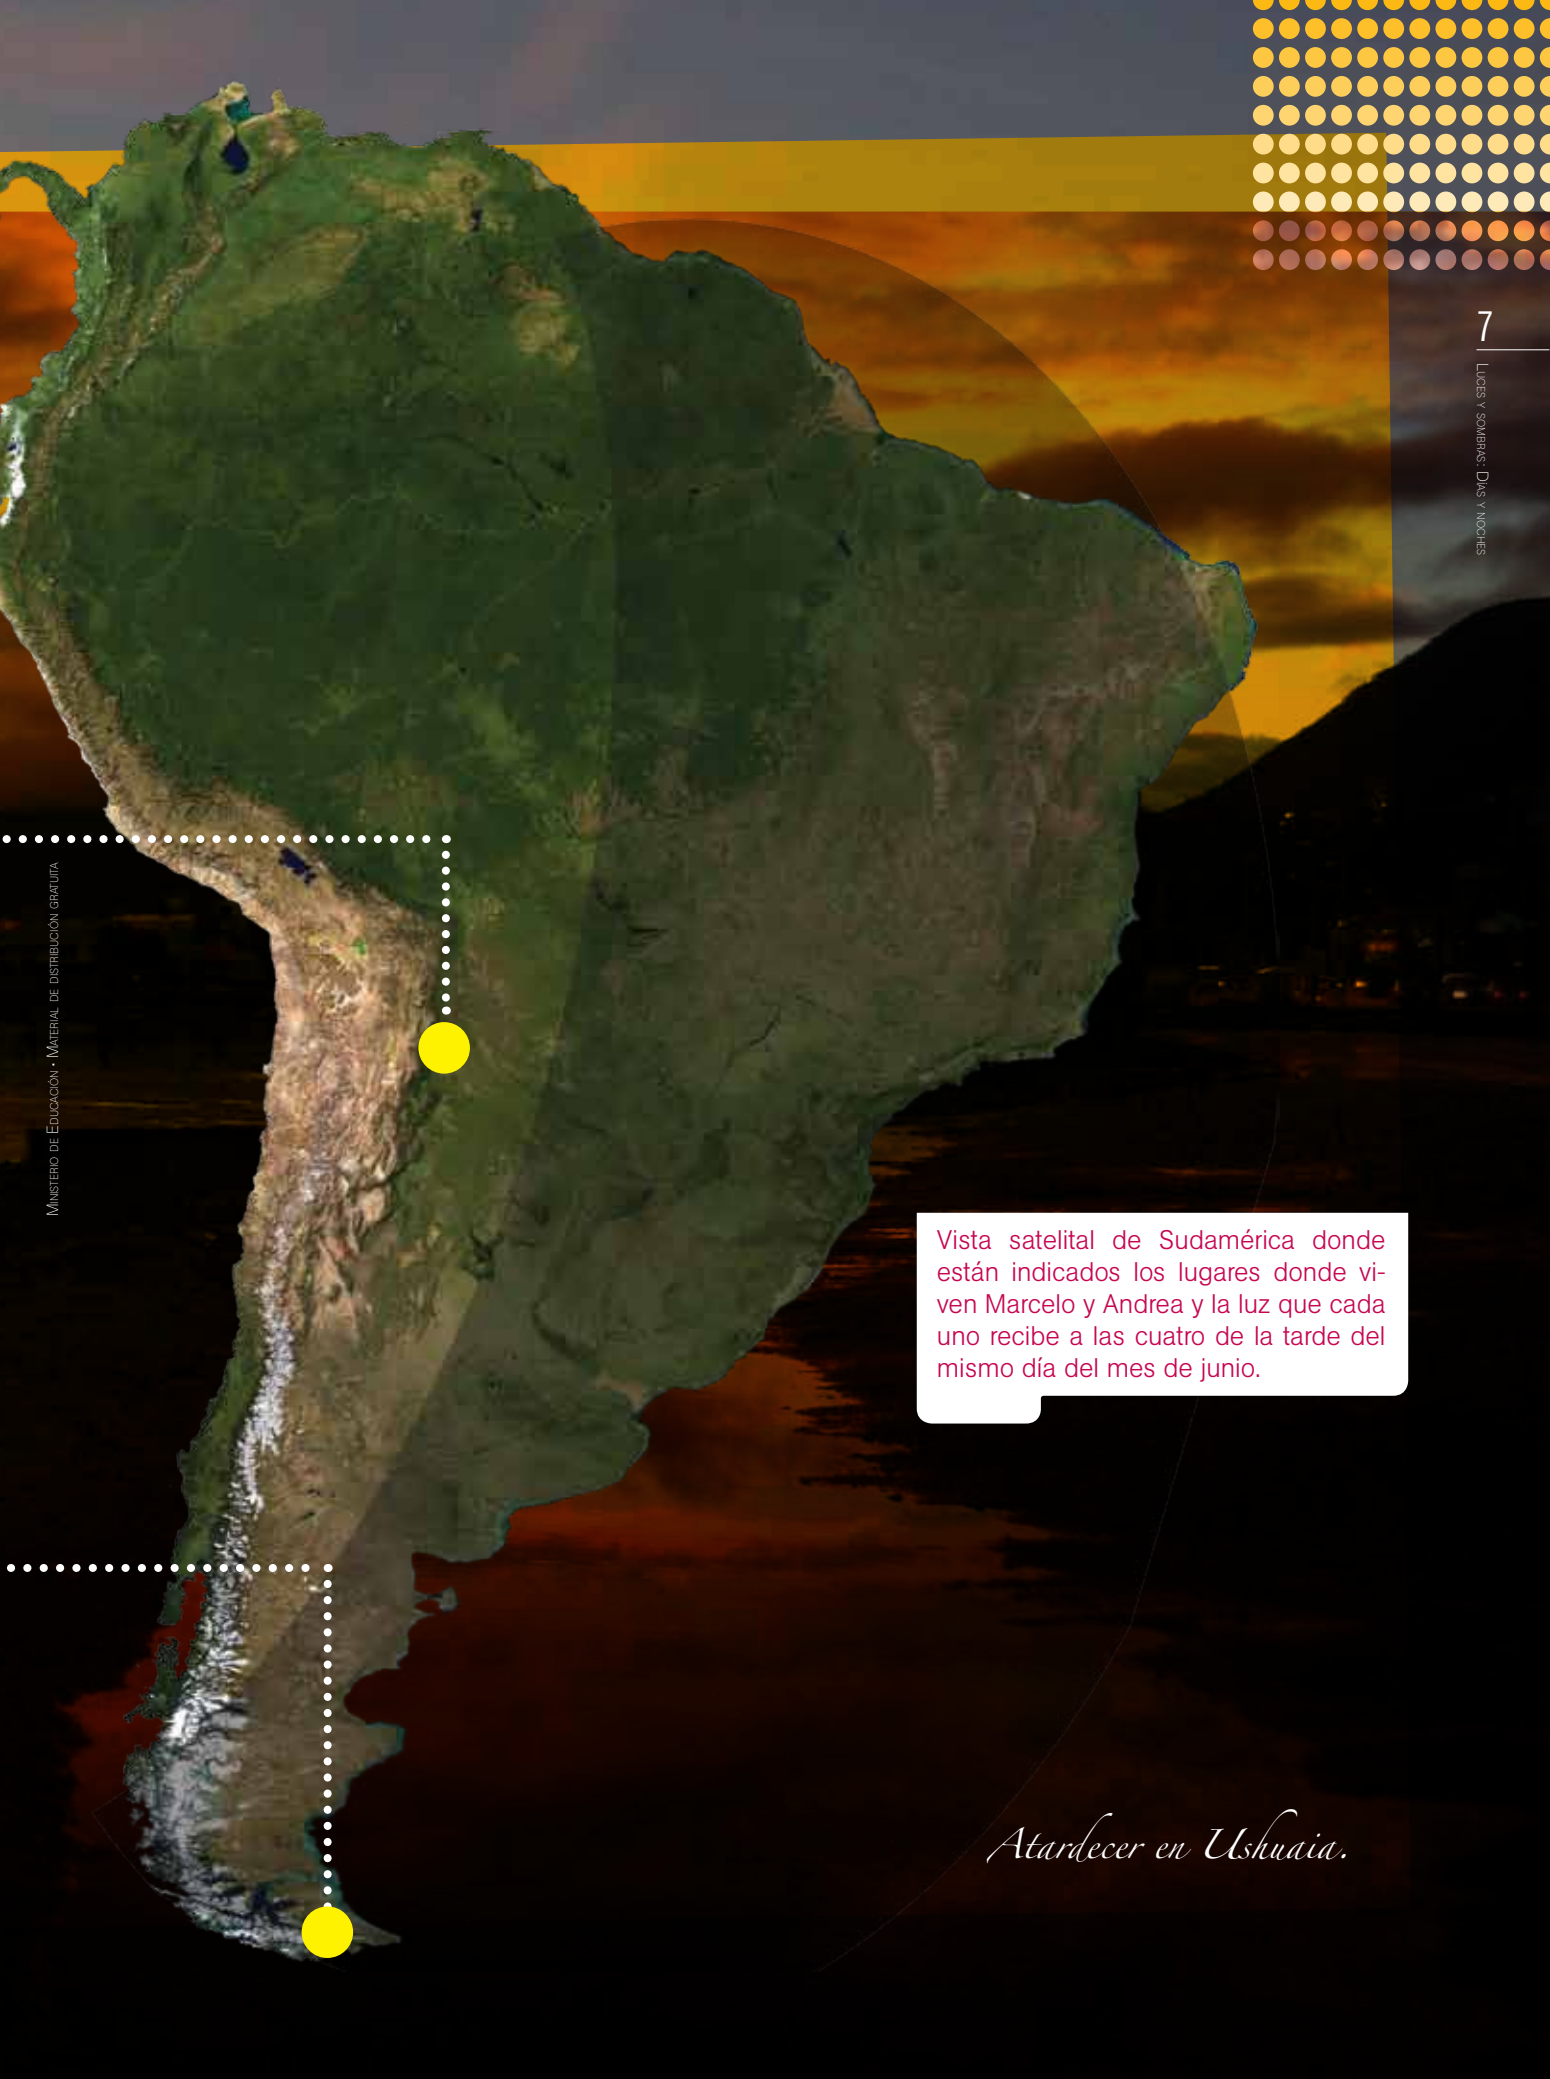 7
Luces y sombras: Días y noches
Ministerio de Educación • Material de distribución gratuita
Vista satelital de Sudamérica donde
están indicados los lugares donde vi-
ven Marcelo y Andrea y la luz que cada
uno recibe a las cuatro de la tarde del
mismo día del mes de junio.
Atardecer en Ushuaia.